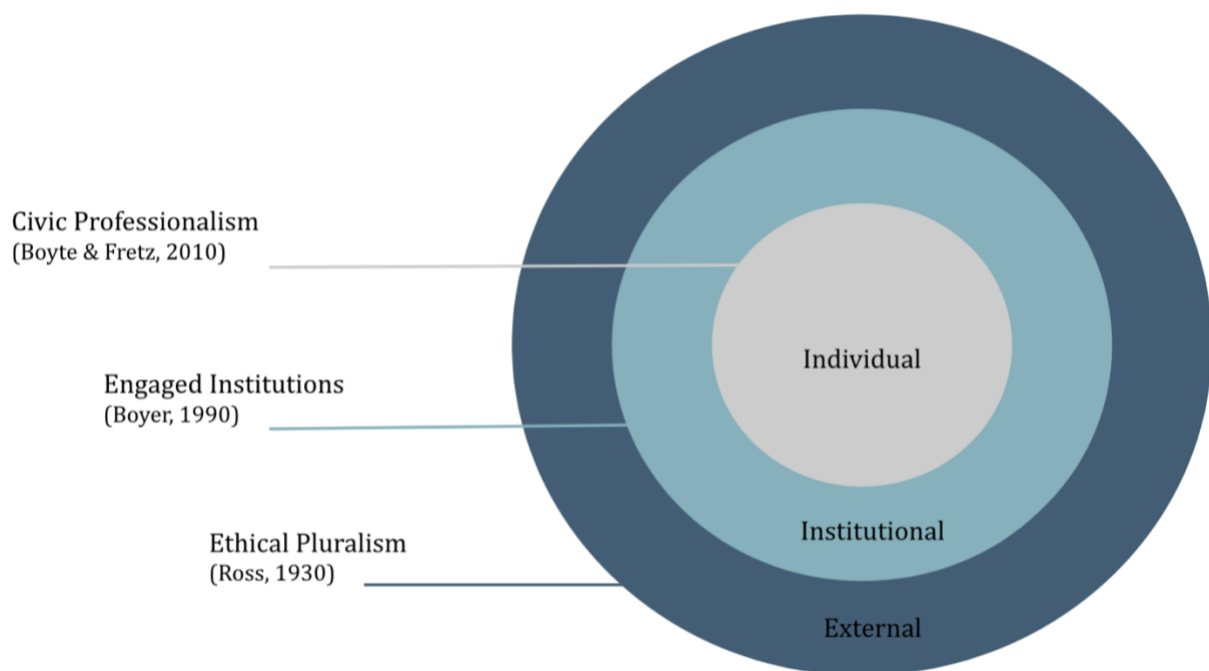 Civic Professionalism
(Boyte & Fretz, 2010)
Individual
Engaged Institutions
(Boyer, 1990)
Institutional
Ethical Pluralism
(Ross, 1930)
External